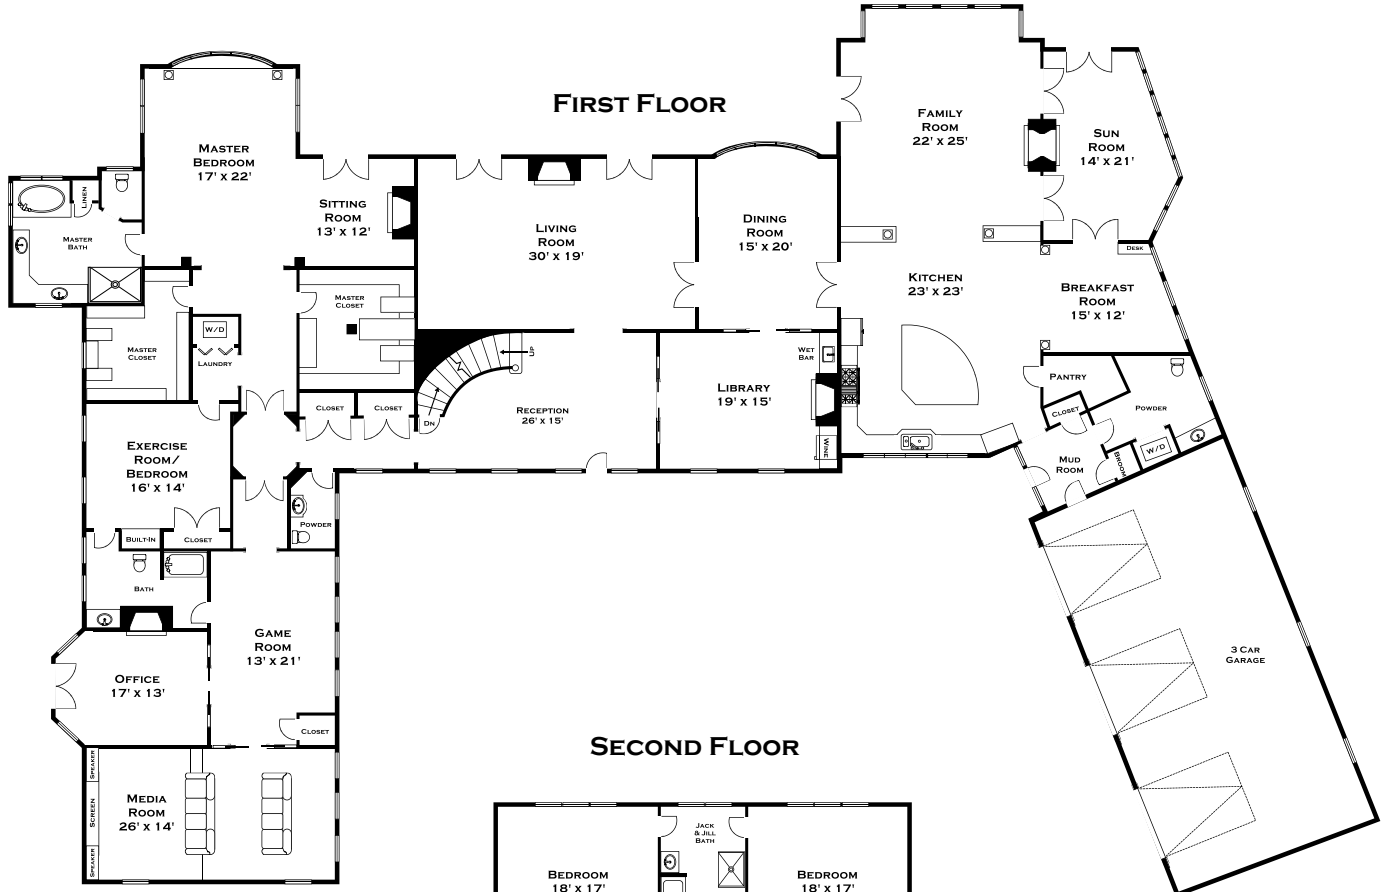 FIRST FLOOR
FAMILY
ROOM
22' x 25'
SUN
ROOM
14' x 21'
MASTER
BEDROOM
17' x 22'
LINEN
SITTING
ROOM
13' x 12'
MASTER
BATH
LIVING
ROOM
30' x 19'
DINING
ROOM
15' x 20'
DESK
KITCHEN
23' x 23'
BREAKFAST
ROOM
15' x 12'
MASTER
CLOSET
W/D
LAUNDRY
MASTER
CLOSET
UP
WET
BAR
PANTRY
LIBRARY
19' x 15'
CLOSET
CLOSET
DN
RECEPTION
26' x 15'
CLOSET
POWDER
WINE
W/D
BROOM
MUD
ROOM
EXERCISE
ROOM/
BEDROOM
16' x 14'
POWDER
BUILT-IN
CLOSET
BATH
GAME
ROOM
13' x 21'
OFFICE
17' x 13'
3 CAR
GARAGE
CLOSET
SPEAKER
SCREEN
SPEAKER
MEDIA
ROOM
26' x 14'
SECOND FLOOR
JACK
& JILL
BATH
BEDROOM
18' x 17'
BEDROOM
18' x 17'